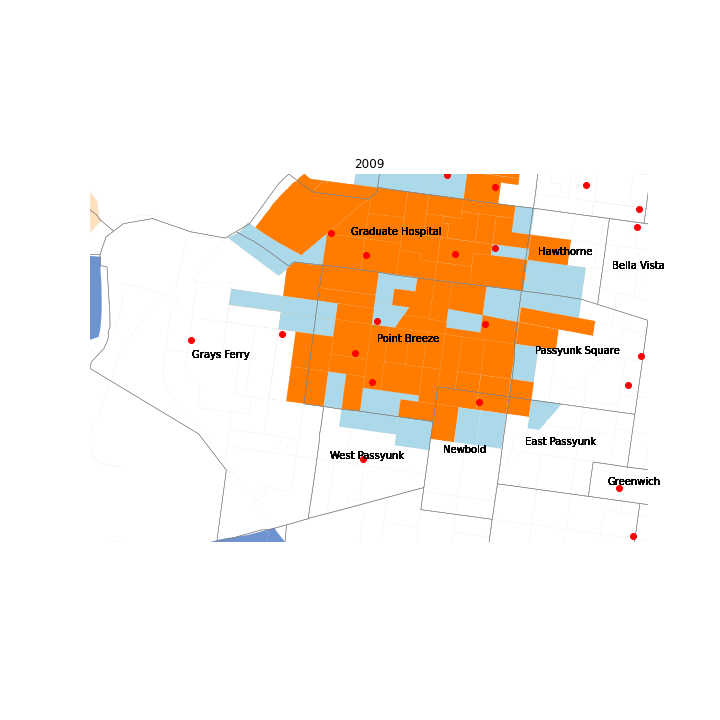 2009
Graduate Hospital
Hawthorne
Bella Vista
Point Breeze
Passyunk Square
Grays Ferry
East Passyunk
Newbold
West Passyunk
Greenwich